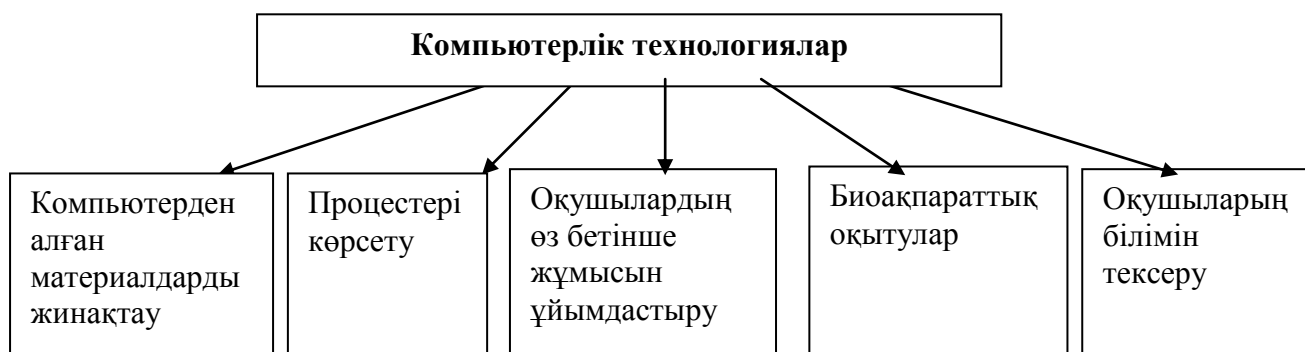 Компьютерлік технологиялар
Компьютерден
алған
материалдарды
жинақтау
Процестері
көрсету
Оқушылардың
өз бетінше
жұмысын
ұйымдастыру
Биоақпараттық
оқытулар
Оқушыларың
білімін
тексеру